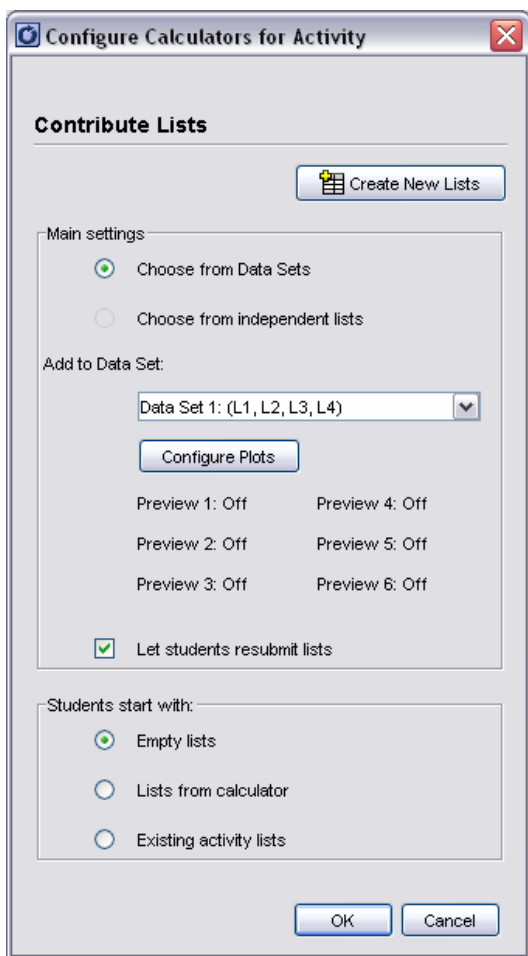 Configure Calculators for Activity
Contribute Lists
Create New Lists
Main settings
Choose from Data Sets
Choose from independent lists
Add to Data Set:
Data Set 1: (L1, L2, L3, L4)
Configure Plots
Preview 1: Off Preview 4: Off
Preview 2: Off Preview 5: Off
Preview 3: Off Preview 6: Off
Let students resubmit lists
Students start with:
Empty lists
Lists from calculator
Existing activity lists
OK Cancel